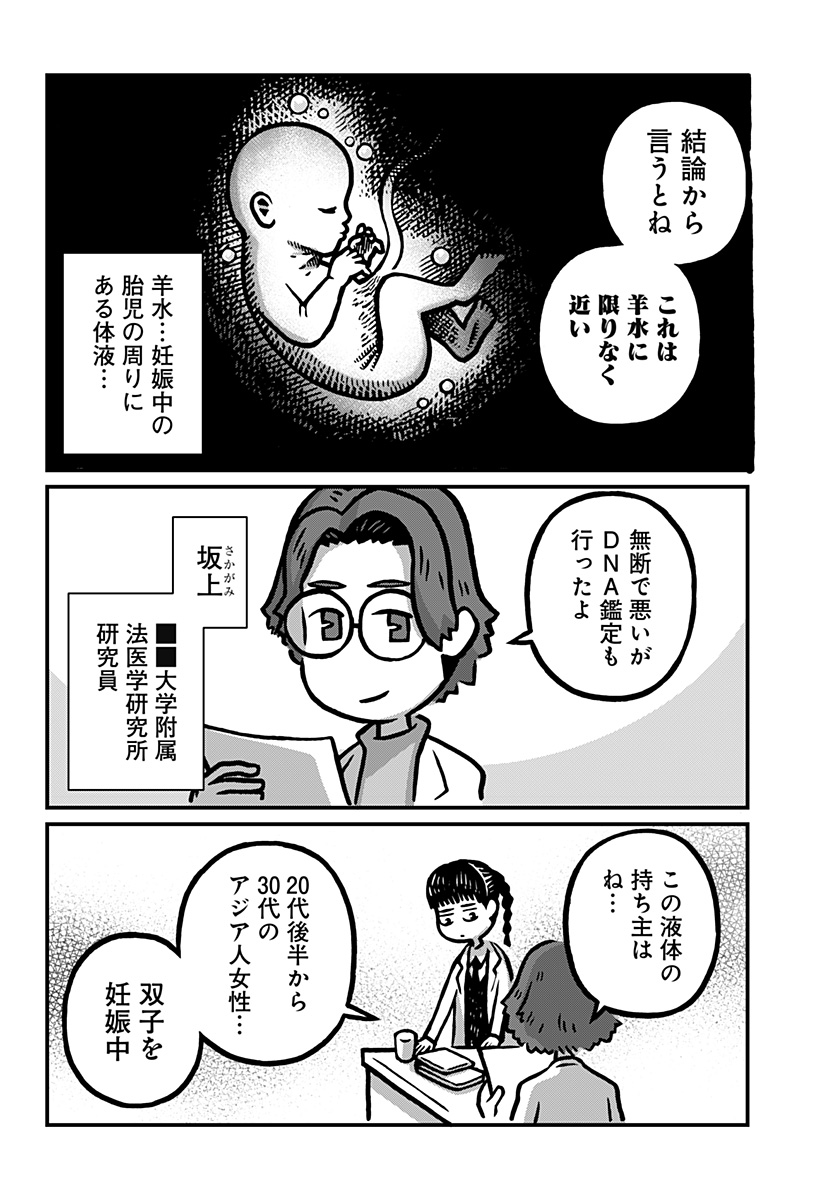 結論から
言うとね
これは
羊水に
限りなく
近い
羊水…妊娠中の
胎児の周りに
ある体液…
無断で悪いが
DNA鑑定も
行ったよ
さかがみ
坂上
■■大学附属
法医学研究所
研究員
この液体の
持ち主は
ね…
20代後半から
30代の
アジア人女性…
双子を
妊娠中